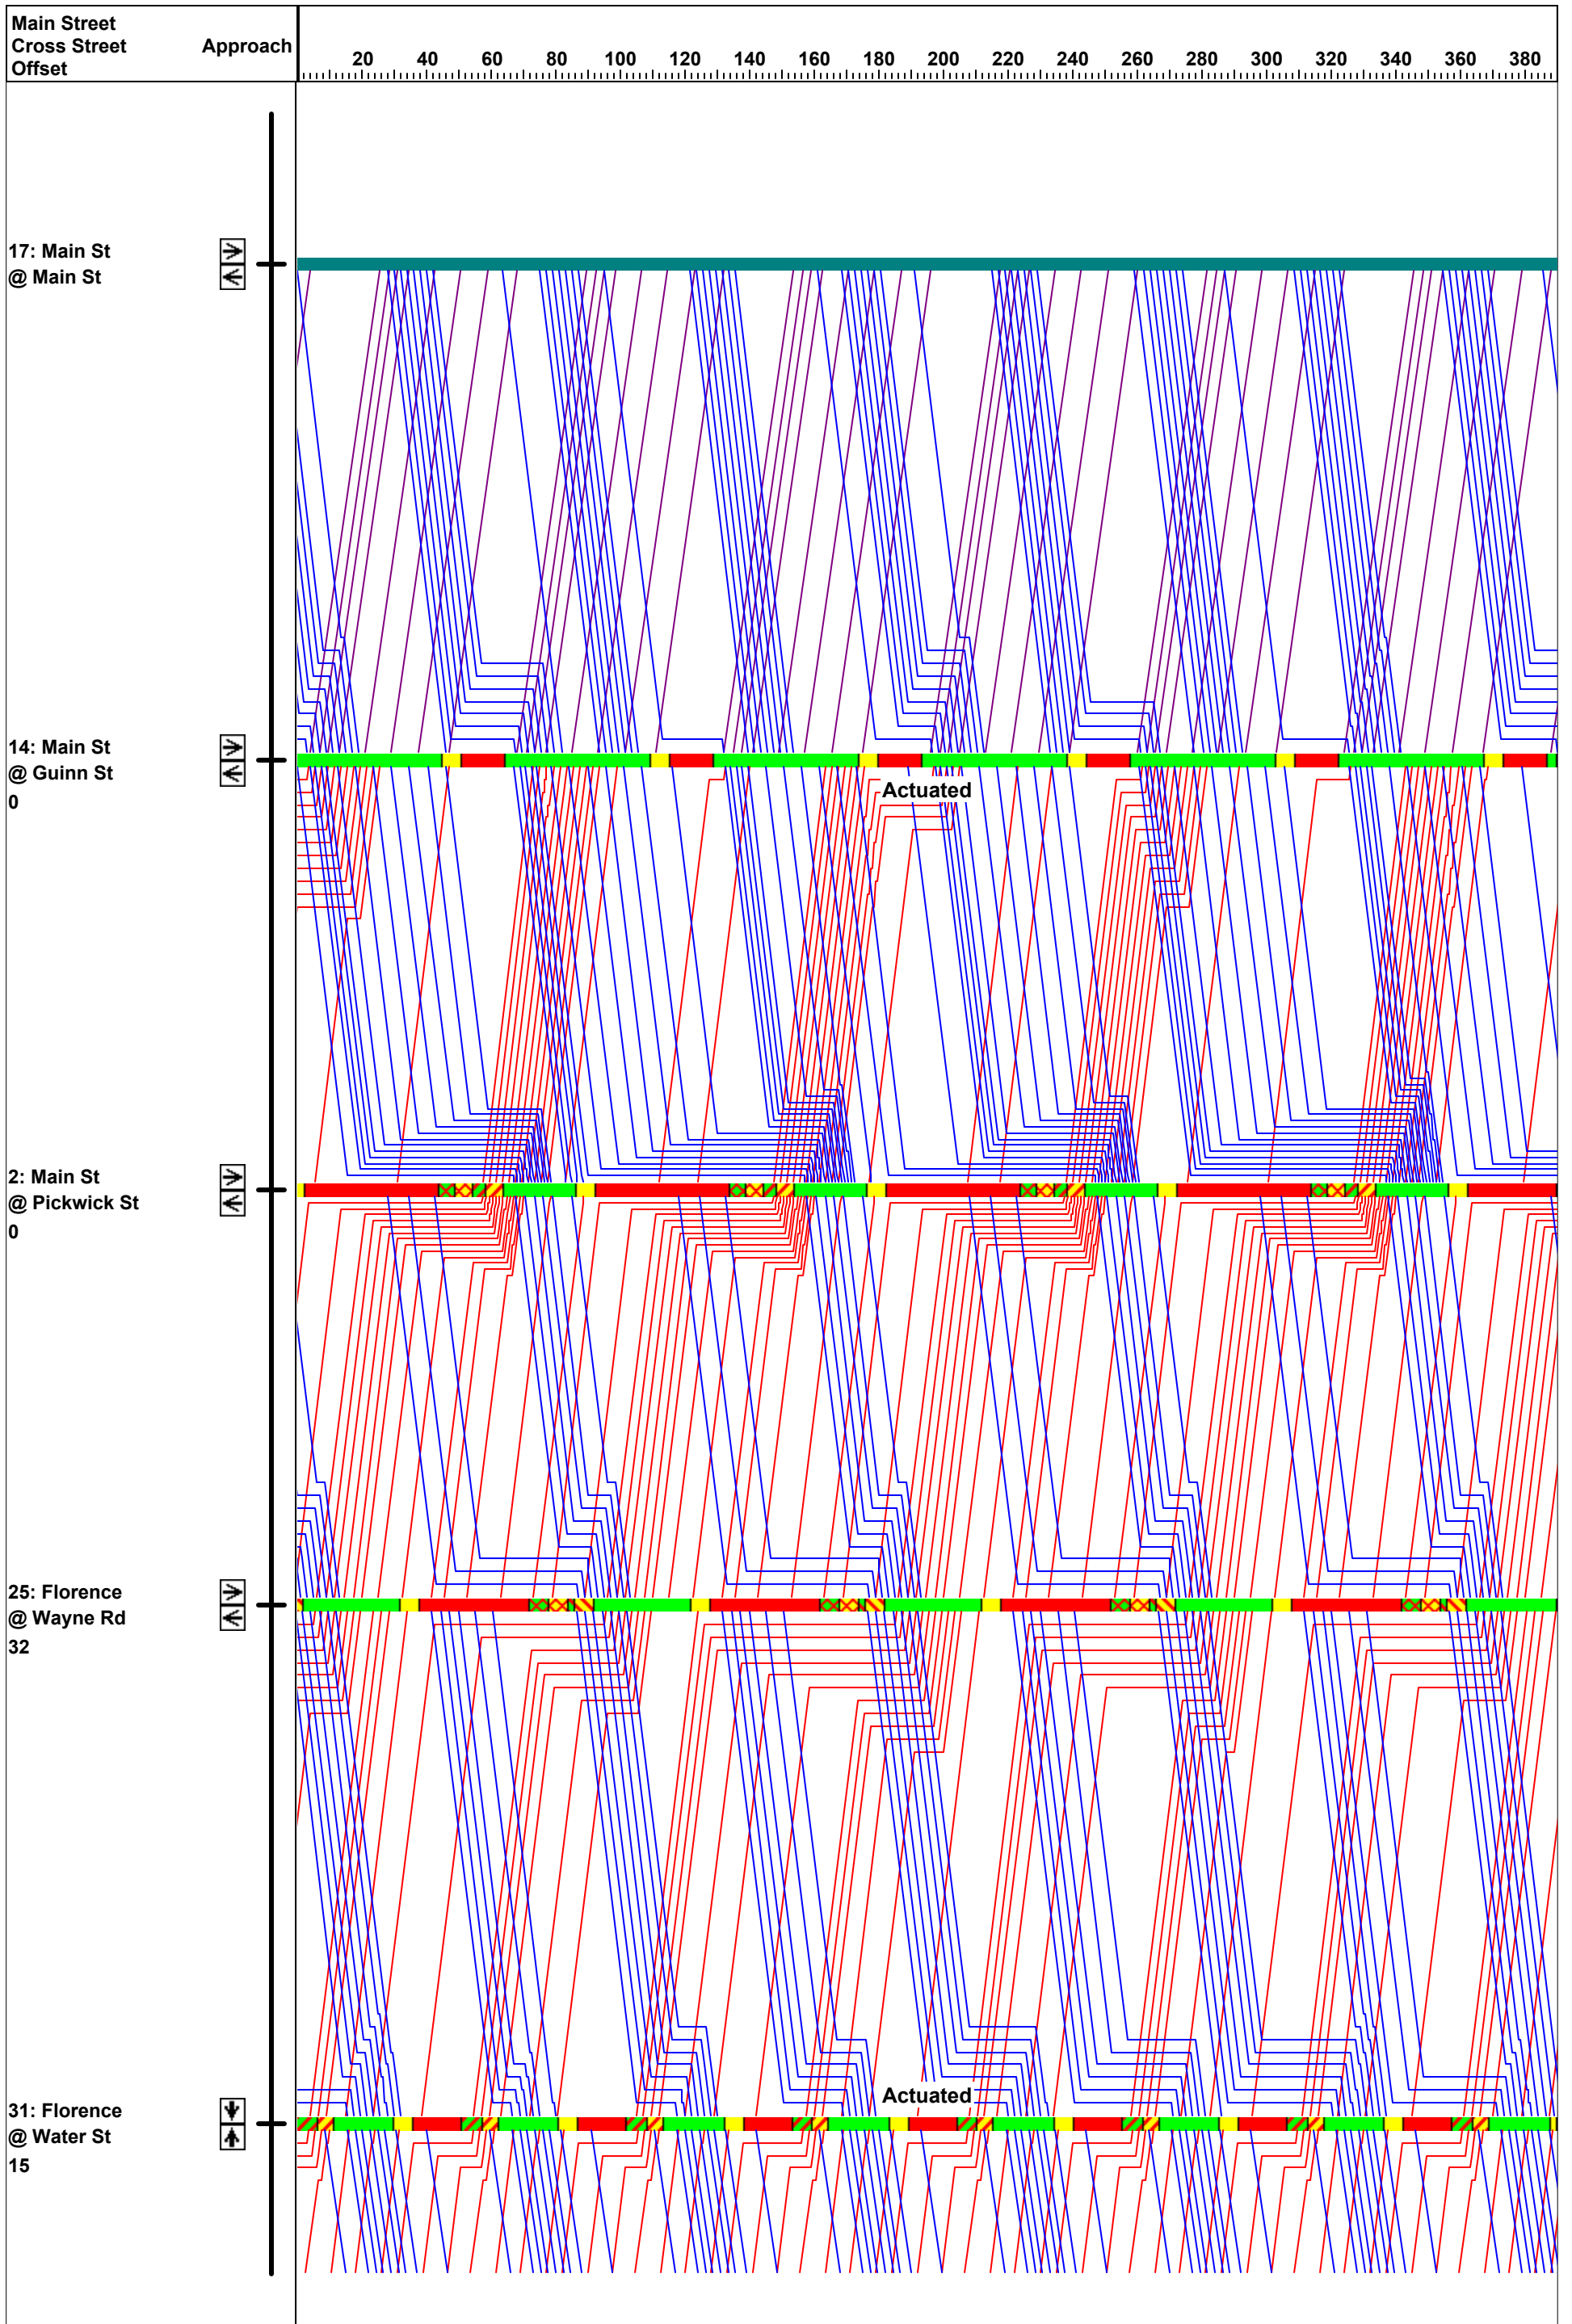 Main Street
Cross Street Approach
Offset
20 40 60 80 100 120 140 160 180 200 220 240 260 280 300 320 340 360 380
17: Main St
@ Main St
14: Main St
@ Guinn St
0
Actuated
2: Main St
@ Pickwick St
0
25: Florence
@ Wayne Rd
32
Actuated
31: Florence
@ Water St
15